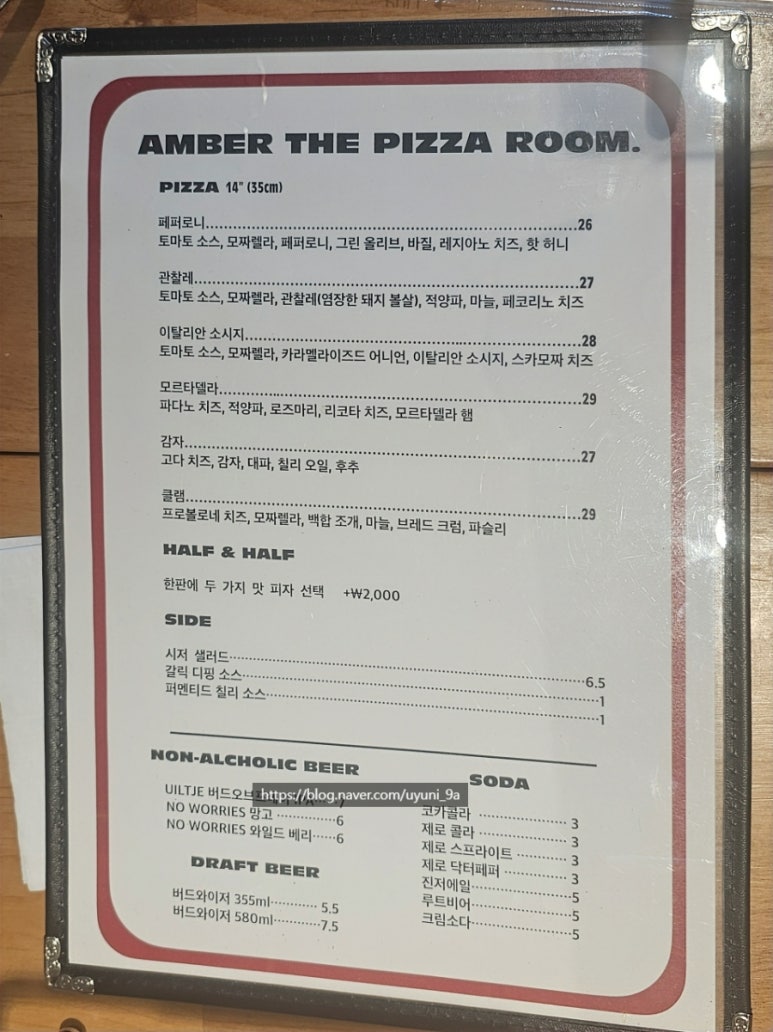 AMBER THE PIZZA ROOM.
PIZZA 14" (35cm)
페퍼로니........................................26
토마토 소스, 모짜렐라, 페퍼로니, 그린 올리브, 바질, 레지아노 치즈, 핫 허니
관찰레........................................27
토마토 소스, 모짜렐라, 관찰레(염장한 돼지 볼살), 적양파, 마늘, 페코리노 치즈
이탈리안 소시지........................................28
토마토 소스, 모짜렐라, 카라멜라이즈드 어니언, 이탈리안 소시지, 스카모짜 치즈
모르타델라........................................29
파다노 치즈, 적양파, 로즈마리, 리코타 치즈, 모르타델라 햄
감자........................................27
고다 치즈, 감자, 대파, 칠리 오일, 후추
클램........................................29
프로볼로네 치즈, 모짜렐라, 백합 조개, 마늘, 브레드 크럼, 파슬리
HALF & HALF
한판에 두 가지 맛 피자 선택 +₩2,000
SIDE
시저 샐러드........................................6.5
갈릭 디핑 소스........................................1
퍼멘티드 칠리 소스........................................1
NON-ALCHOLIC BEER
UILTJE 버드오브
https://blog.naver.com/uyuni_9a
NO WORRIES 망고 ............6
NO WORRIES 와일드 베리......6
DRAFT BEER
버드와이저 355ml............ 5.5
버드와이저 580ml............7.5
SODA
코카콜라 .................. 3
제로 콜라 .................. 3
제로 스프라이트 ............ 3
제로 닥터페퍼 .............. 3
진저에일....................5
루트비어....................5
크림소다....................5